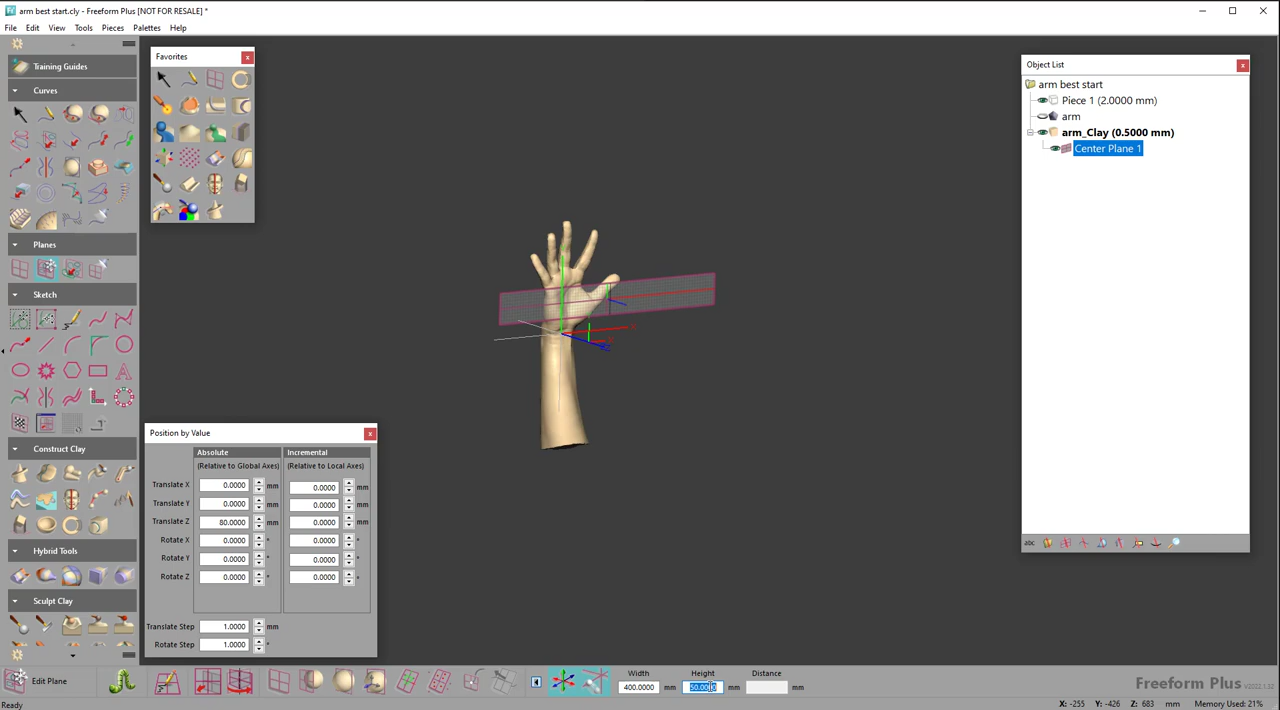 arm best start.cly - Freeform Plus [NOT FOR RESALE] *
File Edit View Tools Pieces Palettes Help
Training Guides
Curves
Planes
Sketch
Construct Clay
Hybrid Tools
Sculpt Clay
Favorites
Object List
arm best start
Piece 1 (2.0000 mm)
arm
arm_Clay (0.5000 mm)
Center Plane 1
abc
X
X
Z
Position by Value
Absolute Incremental
(Relative to Global Axes) (Relative to Local Axes)
Translate X 0.0000 mm 0.0000 mm
Translate Y 0.0000 mm 0.0000 mm
Translate Z 80.0000 mm 0.0000 mm
Rotate X 0.0000 ° 0.0000 °
Rotate Y 0.0000 ° 0.0000 °
Rotate Z 0.0000 ° 0.0000 °
Translate Step 1.0000 mm
Rotate Step 1.0000 °
Edit Plane
Width Height Distance
400.0000 mm mm mm
Freeform Plus V2022.1.32
Ready
X: -255 Y: -426 Z: 683 mm Memory Used: 21%